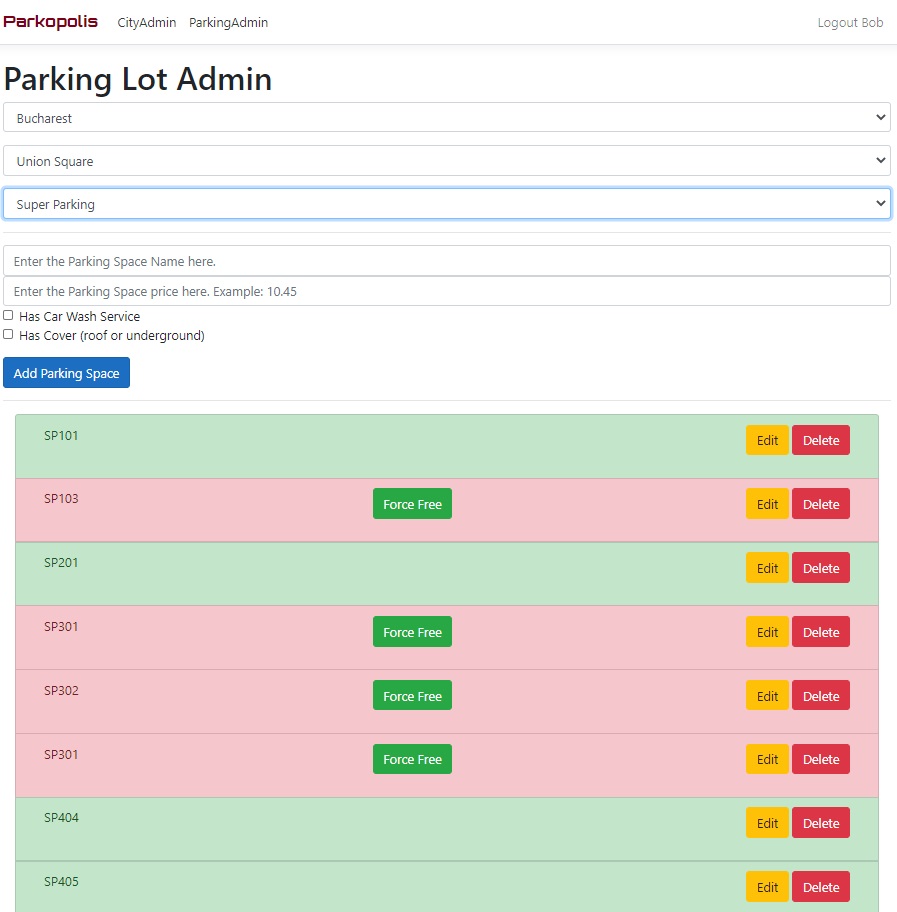 Parkopolis CityAdmin ParkingAdmin Logout Bob
Parking Lot Admin
Bucharest
Union Square
Super Parking
Enter the Parking Space Name here.
Enter the Parking Space price here. Example: 10.45
Has Car Wash Service
Has Cover (roof or underground)
Add Parking Space
SP101 Edit Delete
SP103 Force Free Edit Delete
SP201 Edit Delete
SP301 Force Free Edit Delete
SP302 Force Free Edit Delete
SP301 Force Free Edit Delete
SP404 Edit Delete
SP405 Edit Delete